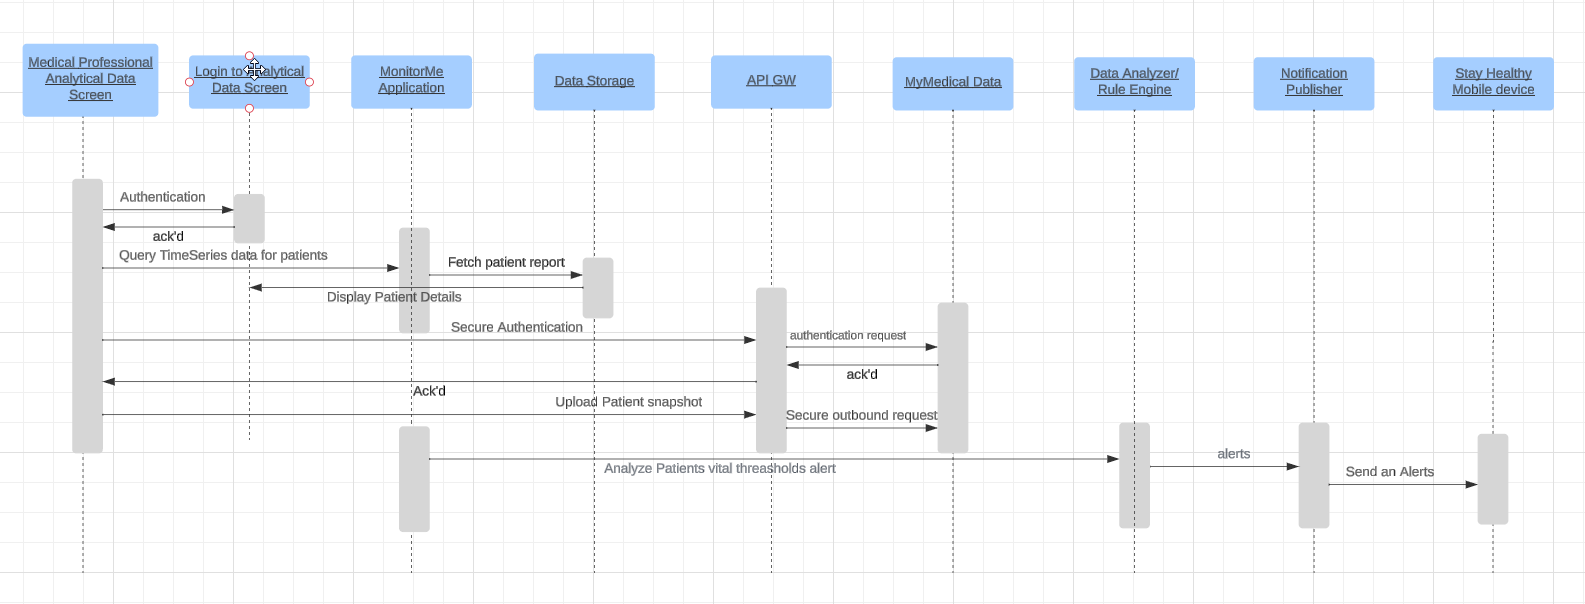 Medical Professional
Analytical Data
Screen
Login to Analytical
Data Screen
MonitorMe
Application
Data Storage
API GW
MyMedical Data
Data Analyzer/
Rule Engine
Notification
Publisher
Stay Healthy
Mobile device
Authentication
ack'd
Query TimeSeries data for patients
Fetch patient report
Display Patient Details
Secure Authentication
authentication request
ack'd
Ack'd
Upload Patient snapshot
Secure outbound request
Analyze Patients vital threasholds alert
alerts
Send an Alerts